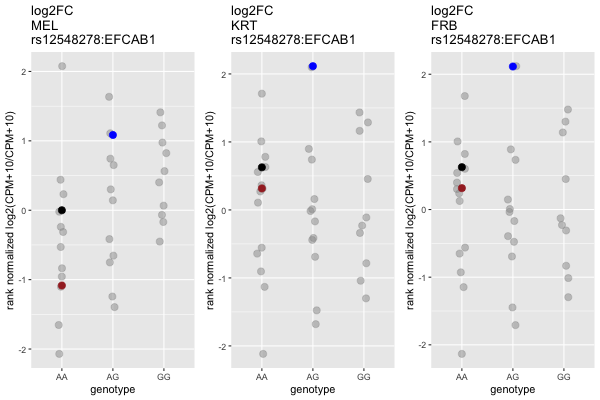 log2FC
MEL
rs12548278:EFCAB1
rank normalized log2(CPM+10/CPM+10)
2
1
0
-1
-2
AA AG GG
genotype
log2FC
KRT
rs12548278:EFCAB1
rank normalized log2(CPM+10/CPM+10)
2
1
0
-1
-2
AA AG GG
genotype
log2FC
FRB
rs12548278:EFCAB1
rank normalized log2(CPM+10/CPM+10)
2
1
0
-1
-2
AA AG GG
genotype